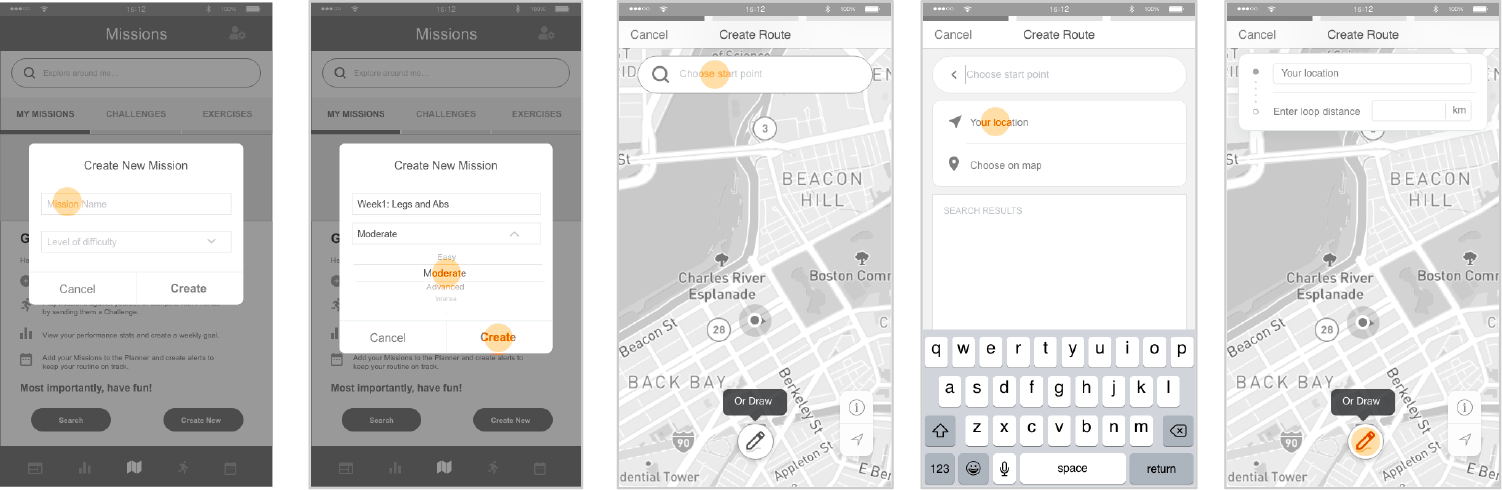 16:12
100%
Missions
Explore around me...
MY MISSIONS
CHALLENGES
EXERCISES
Create New Mission
Mission Name
Level of difficulty
Cancel
Create
by sending them a Challenge.
View your performance stats and create a weekly goal.
Add your Missions to the Planner and create alerts to
keep your routine on track.
Most importantly, have fun!
Search
Create New
16:12
100%
Missions
Explore around me...
MY MISSIONS
CHALLENGES
EXERCISES
Create New Mission
Week1: Legs and Abs
Moderate
Easy
Moderate
Advanced
Intense
Cancel
Create
Add your Missions to the Planner and create alerts to
keep your routine on track.
Most importantly, have fun!
Search
Create New
16:12
100%
Cancel
Create Route
of Science
Choose start point
3
St
BEACON
HILL
Charles River
Esplanade
Boston Comm
28
Beacon St
BACK BAY
Berkeley St
Or Draw
90
Appleton St
E Be
dential Tower
16:12
100%
Cancel
Create Route
Choose start point
Your location
Choose on map
SEARCH RESULTS
q w e r t y u i o p
a s d f g h j k l
z x c v b n m
123
space
return
16:12
100%
Cancel
Create Route
Your location
Enter loop distance
km
St
BEACON
HILL
Charles River
Esplanade
Boston Comm
28
Beacon St
BACK BAY
Berkeley St
Or Draw
90
Appleton St
E Ber
dential Tower